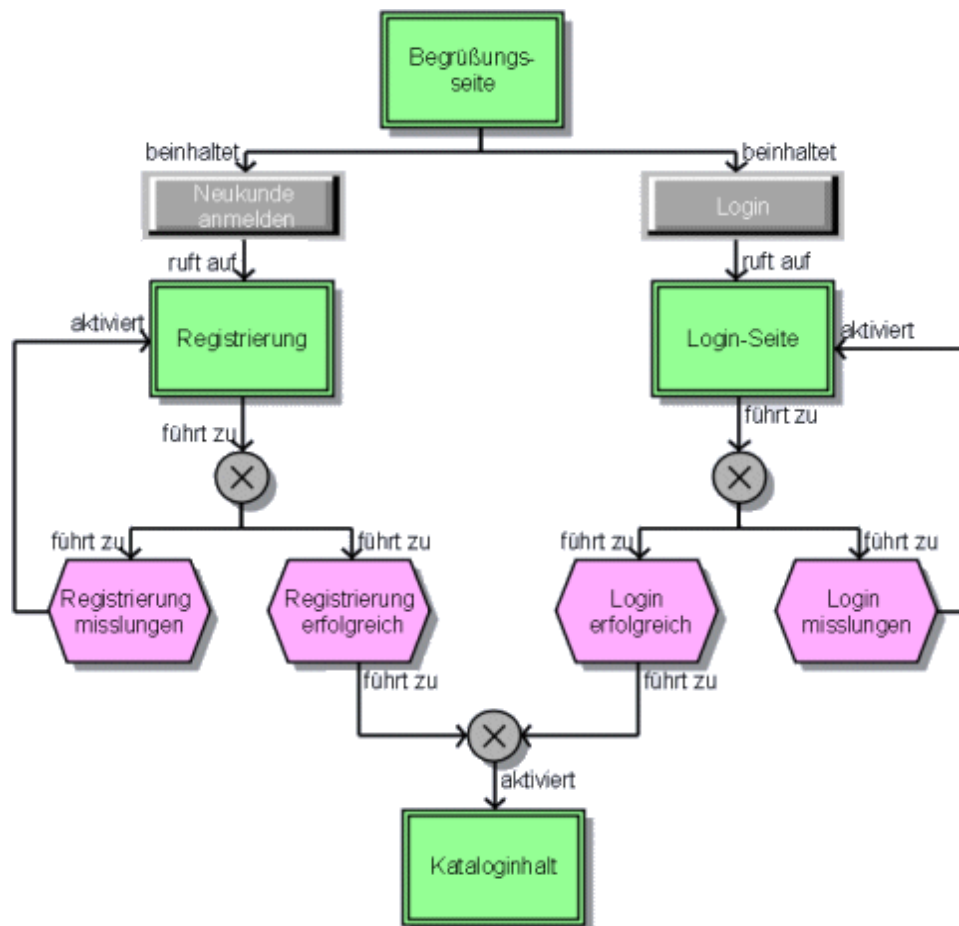 Begrüßungs-
seite
beinhaltet
beinhaltet
Neukunde
anmelden
Login
ruft auf
ruft auf
aktiviert
Registrierung
Login-Seite
aktiviert
führt zu
führt zu
führt zu
führt zu
führt zu
führt zu
Registrierung
misslungen
Registrierung
erfolgreich
Login
erfolgreich
Login
misslungen
führt zu
führt zu
aktiviert
Kataloginhalt